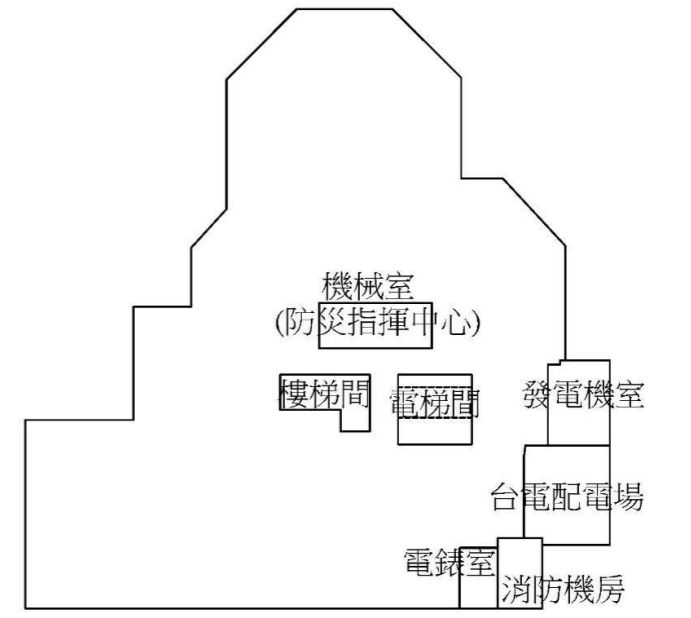 機械室
(防災指揮中心)
樓梯間
電梯間
發電機室
台電配電場
電錶室
消防機房